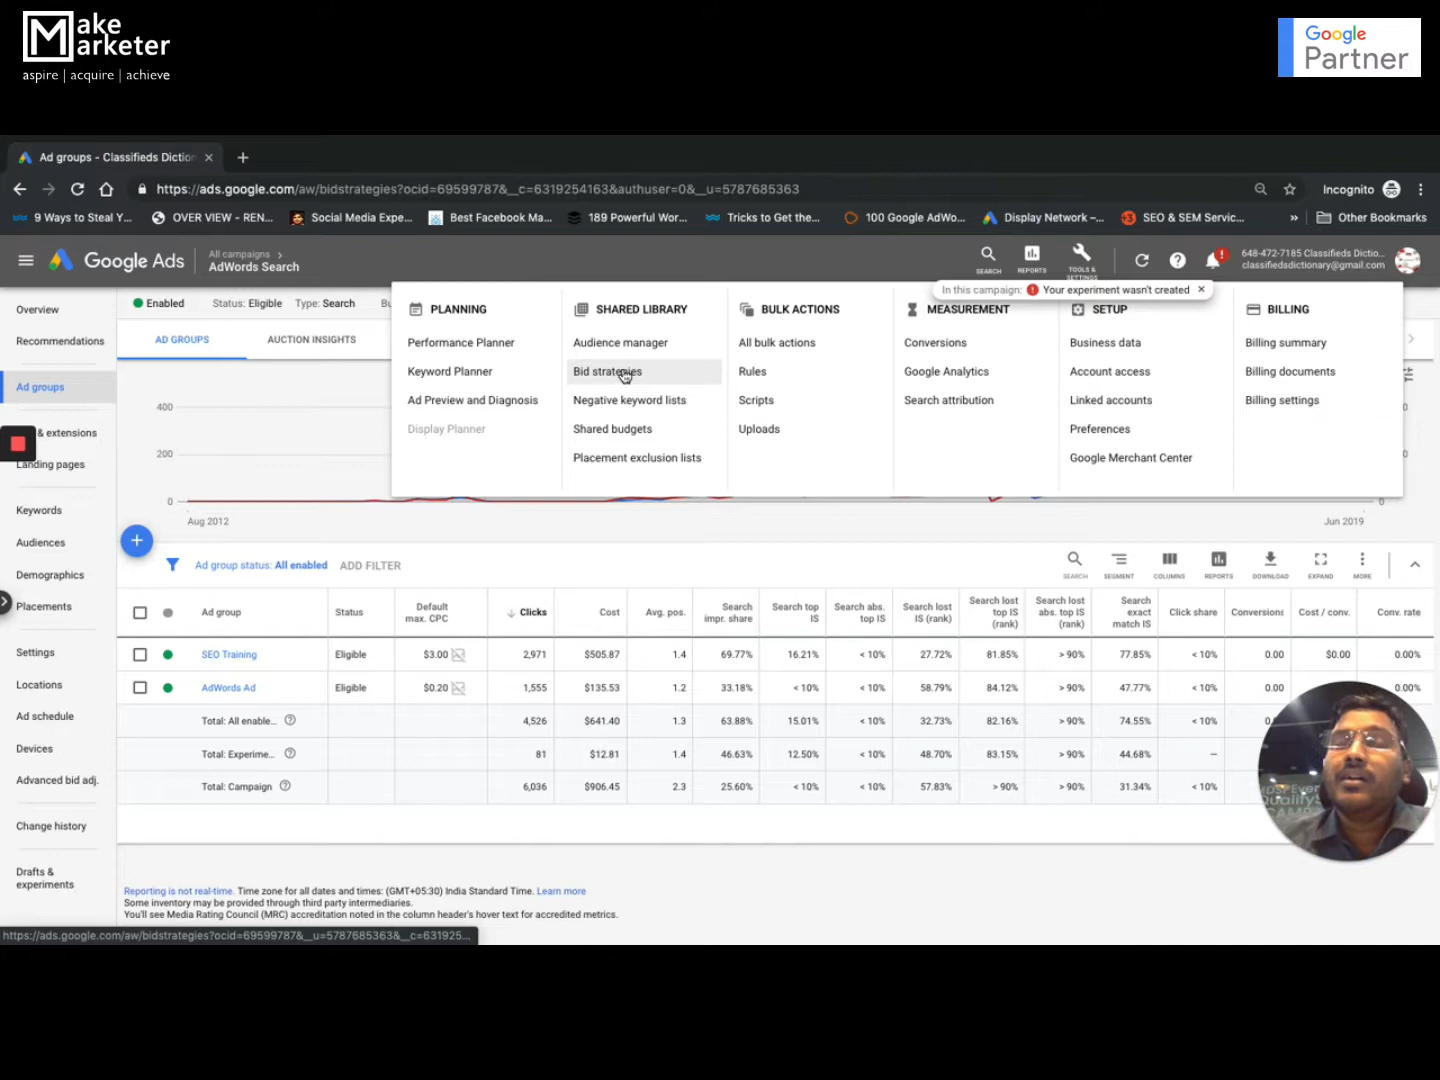 Make Marketer
aspire | acquire | achieve
Google
Partner
Ad groups - Classifieds Diction
https://ads.google.com/aw/bidstrategies?ocid=69599787&__c=6319254163&authuser=0&__u=5787685363
Incognito
9 Ways to Steal Y...
OVER VIEW - REN...
Social Media Expe...
Best Facebook Ma...
189 Powerful Wor...
Tricks to Get the...
100 Google AdWo...
Display Network –...
SEO & SEM Servic...
»
Other Bookmarks
Google Ads
All campaigns >
AdWords Search
SEARCH
REPORTS
TOOLS & SETTINGS
648-472-7185 Classifieds Dictio...
classifiedsdictionary@gmail.com
In this campaign: Your experiment wasn't created ×
Overview
Recommendations
Ad groups
& extensions
Landing pages
Keywords
Audiences
Demographics
Placements
Settings
Locations
Ad schedule
Devices
Advanced bid adj.
Change history
Drafts &
experiments
Enabled Status: Eligible Type: Search Bu
AD GROUPS AUCTION INSIGHTS
PLANNING
Performance Planner
Keyword Planner
Ad Preview and Diagnosis
Display Planner
SHARED LIBRARY
Audience manager
Bid strategies
Negative keyword lists
Shared budgets
Placement exclusion lists
BULK ACTIONS
All bulk actions
Rules
Scripts
Uploads
MEASUREMENT
Conversions
Google Analytics
Search attribution
SETUP
Business data
Account access
Linked accounts
Preferences
Google Merchant Center
BILLING
Billing summary
Billing documents
Billing settings
400
200
0
0
0
0
Aug 2012 Jun 2019
Ad group status: All enabled ADD FILTER
SEARCH SEGMENT COLUMNS REPORTS DOWNLOAD EXPAND MORE
Ad group Status Default max. CPC Clicks Cost Avg. pos. Search impr. share Search top IS Search abs. top IS Search lost IS (rank) Search lost top IS (rank) Search lost abs. top IS (rank) Search exact match IS Click share Conversions Cost / conv. Conv. rate
SEO Training Eligible $3.00 2,971 $505.87 1.4 69.77% 16.21% < 10% 27.72% 81.85% > 90% 77.85% < 10% 0.00 $0.00 0.00%
AdWords Ad Eligible $0.20 1,555 $135.53 1.2 33.18% < 10% < 10% 58.79% 84.12% > 90% 47.77% < 10% 0.00 0.00%
Total: All enable... 4,526 $641.40 1.3 63.88% 15.01% < 10% 32.73% 82.16% > 90% 74.55% < 10%
Total: Experime... 81 $12.81 1.4 46.63% 12.50% < 10% 48.70% 83.15% > 90% 44.68% –
Total: Campaign 6,036 $906.45 2.3 25.60% < 10% < 10% 57.83% > 90% > 90% 31.34% < 10%
Reporting is not real-time. Time zone for all dates and times: (GMT+05:30) India Standard Time. Learn more
Some inventory may be provided through third party intermediaries.
You'll see Media Rating Council (MRC) accreditation noted in the column header's hover text for accredited metrics.
https://ads.google.com/aw/bidstrategies?ocid=69599787&__u=5787685363&__c=631925...